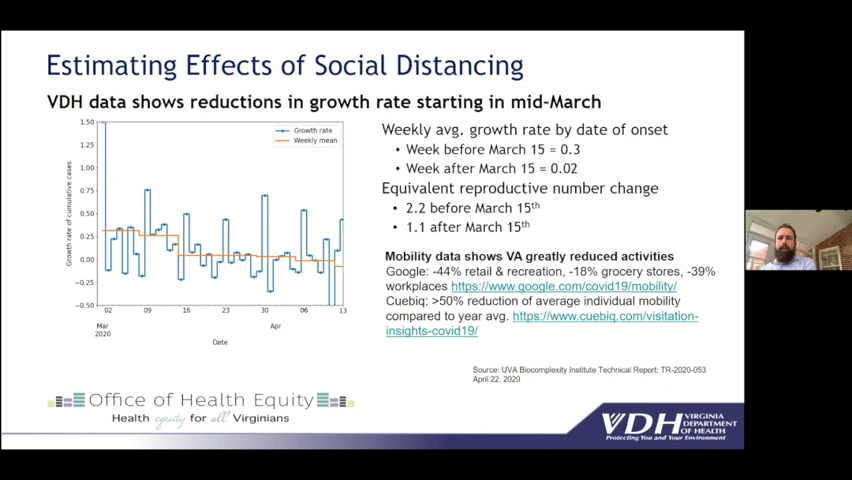 Estimating Effects of Social Distancing
VDH data shows reductions in growth rate starting in mid-March
1.50
1.25
1.00
0.75
0.50
0.25
0.00
−0.25
−0.50
Growth rate of cumulative cases
Growth rate
Weekly mean
02
09
16
23
30
06
13
Mar
2020
Apr
Date
Weekly avg. growth rate by date of onset
• Week before March 15 = 0.3
• Week after March 15 = 0.02
Equivalent reproductive number change
• 2.2 before March 15th
• 1.1 after March 15th
Mobility data shows VA greatly reduced activities
Google: -44% retail & recreation, -18% grocery stores, -39%
workplaces https://www.google.com/covid19/mobility/
Cuebiq: >50% reduction of average individual mobility
compared to year avg. https://www.cuebiq.com/visitation-
insights-covid19/
Source: UVA Biocomplexity Institute Technical Report: TR-2020-053
April 22, 2020
Office of Health Equity
Health equity for all Virginians
VDH VIRGINIA
DEPARTMENT
OF HEALTH
Protecting You and Your Environment